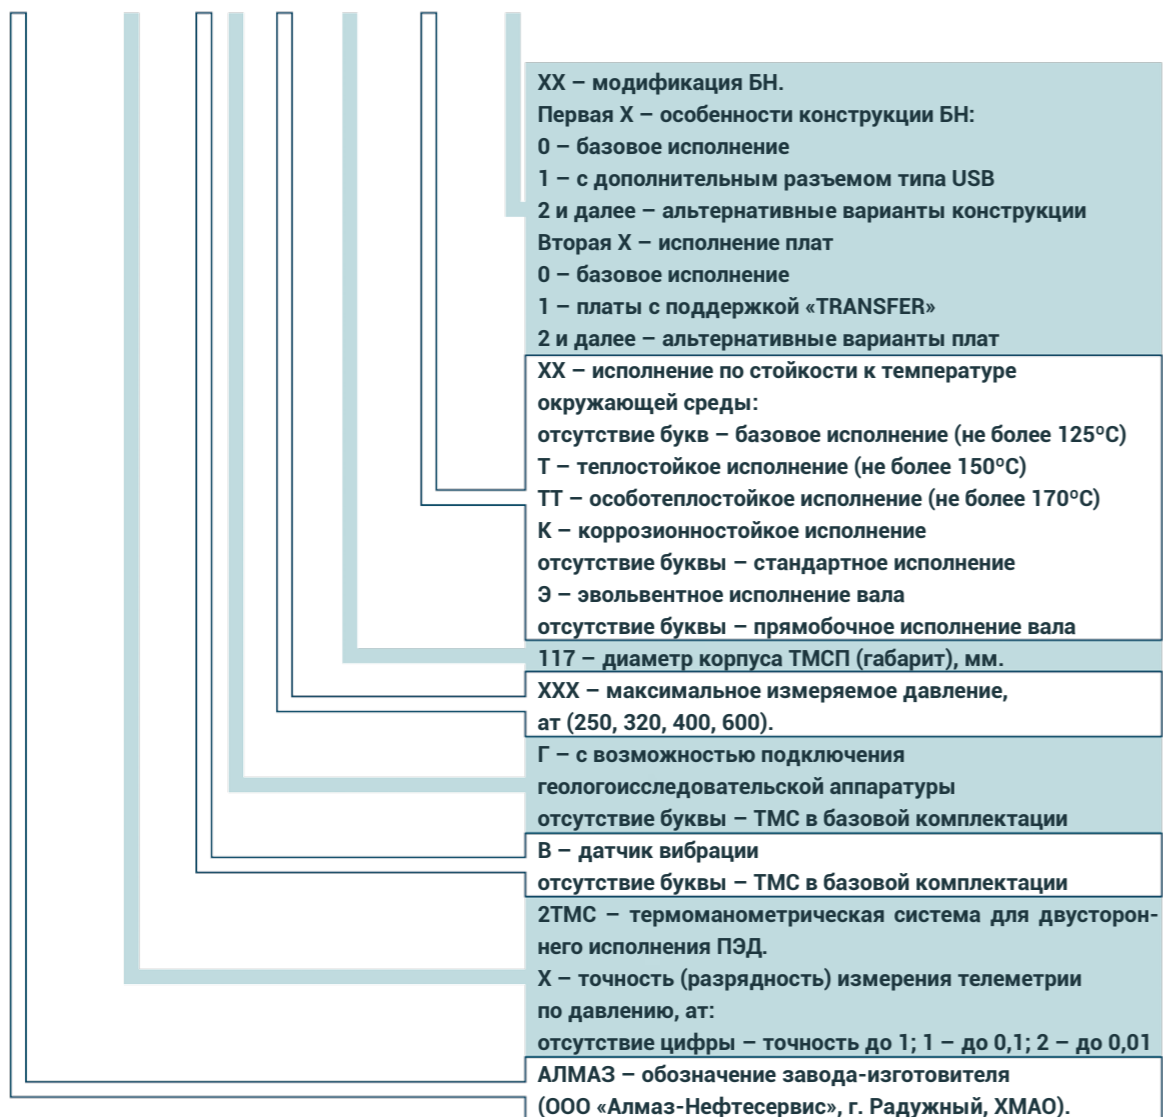 ХХ – модификация БН.
Первая Х – особенности конструкции БН:
0 – базовое исполнение
1 – с дополнительным разъемом типа USB
2 и далее – альтернативные варианты конструкции
Вторая Х – исполнение плат
0 – базовое исполнение
1 – платы с поддержкой «TRANSFER»
2 и далее – альтернативные варианты плат
ХХ – исполнение по стойкости к температуре
окружающей среды:
отсутствие букв – базовое исполнение (не более 125ºС)
Т – теплостойкое исполнение (не более 150ºС)
ТТ – особотеплостойкое исполнение (не более 170ºС)
К – коррозионностойкое исполнение
отсутствие буквы – стандартное исполнение
Э – эвольвентное исполнение вала
отсутствие буквы – прямобочное исполнение вала
117 – диаметр корпуса ТМСП (габарит), мм.
ХХХ – максимальное измеряемое давление,
ат (250, 320, 400, 600).
Г – с возможностью подключения
геологоисследовательской аппаратуры
отсутствие буквы – ТМС в базовой комплектации
В – датчик вибрации
отсутствие буквы – ТМС в базовой комплектации
2ТМС – термоманометрическая система для двусторон-
него исполнения ПЭД.
Х – точность (разрядность) измерения телеметрии
по давлению, ат:
отсутствие цифры – точность до 1; 1 – до 0,1; 2 – до 0,01
АЛМАЗ – обозначение завода-изготовителя
(ООО «Алмаз-Нефтесервис», г. Радужный, ХМАО).